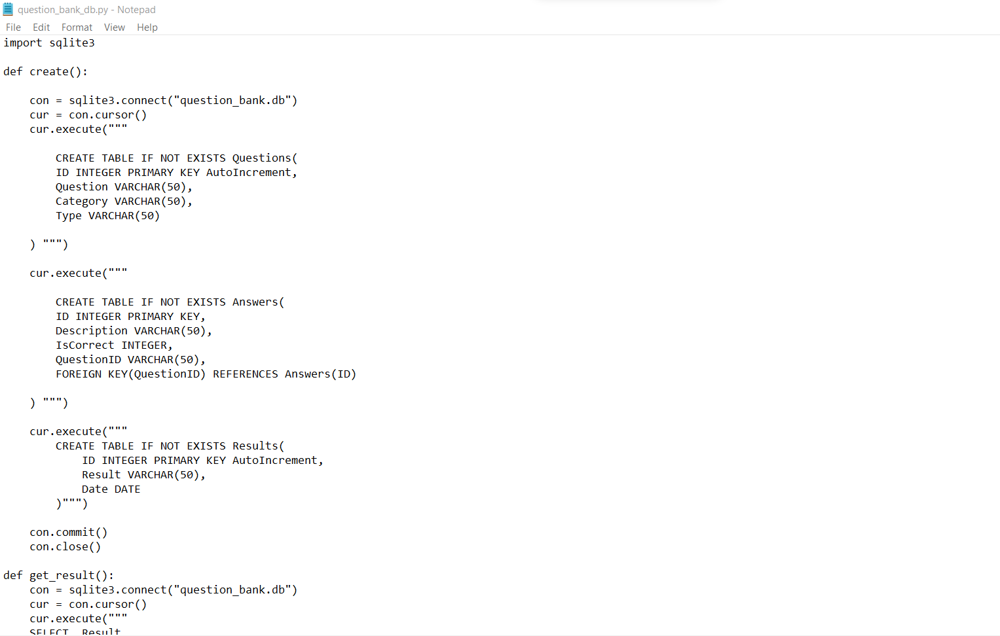 question_bank_db.py - Notepad
File Edit Format View Help
import sqlite3
def create():
con = sqlite3.connect("question_bank.db")
cur = con.cursor()
cur.execute("""
CREATE TABLE IF NOT EXISTS Questions(
ID INTEGER PRIMARY KEY AutoIncrement,
Question VARCHAR(50),
Category VARCHAR(50),
Type VARCHAR(50)
) """)
cur.execute("""
CREATE TABLE IF NOT EXISTS Answers(
ID INTEGER PRIMARY KEY,
Description VARCHAR(50),
IsCorrect INTEGER,
QuestionID VARCHAR(50),
FOREIGN KEY(QuestionID) REFERENCES Answers(ID)
) """)
cur.execute("""
CREATE TABLE IF NOT EXISTS Results(
ID INTEGER PRIMARY KEY AutoIncrement,
Result VARCHAR(50),
Date DATE
)""")
con.commit()
con.close()
def get_result():
con = sqlite3.connect("question_bank.db")
cur = con.cursor()
cur.execute("""
SELECT Result